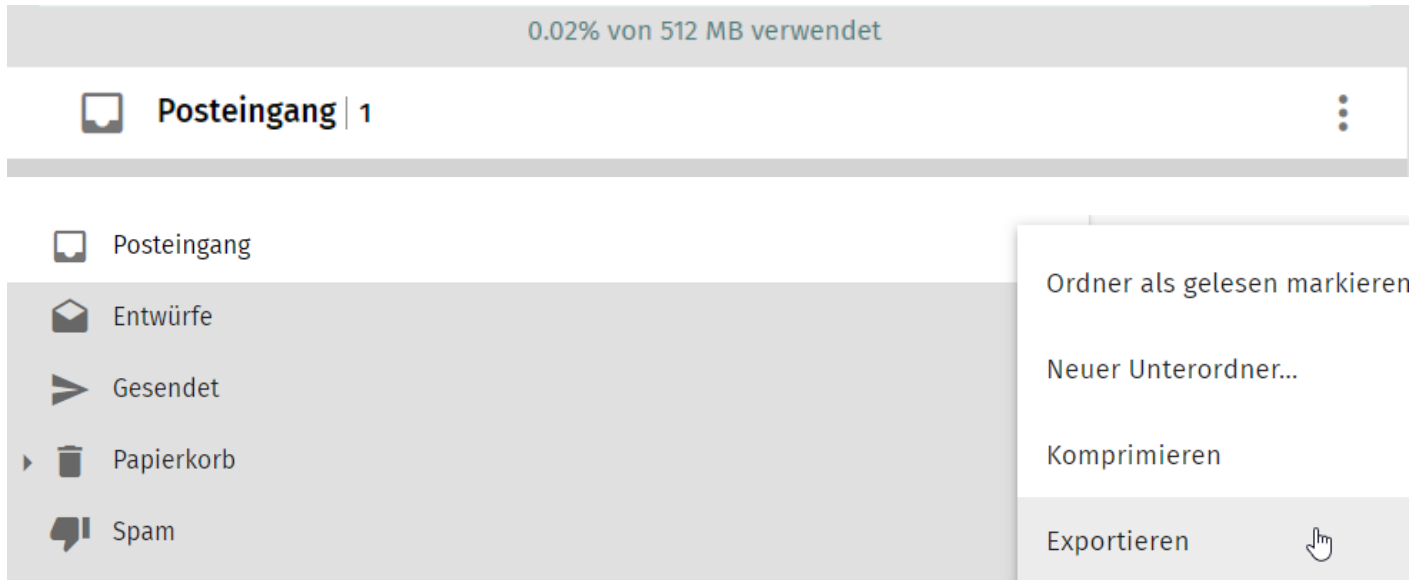 0.02% von 512 MB verwendet
Posteingang | 1
Posteingang
Entwürfe
Gesendet
Papierkorb
Spam
Ordner als gelesen markieren
Neuer Unterordner...
Komprimieren
Exportieren